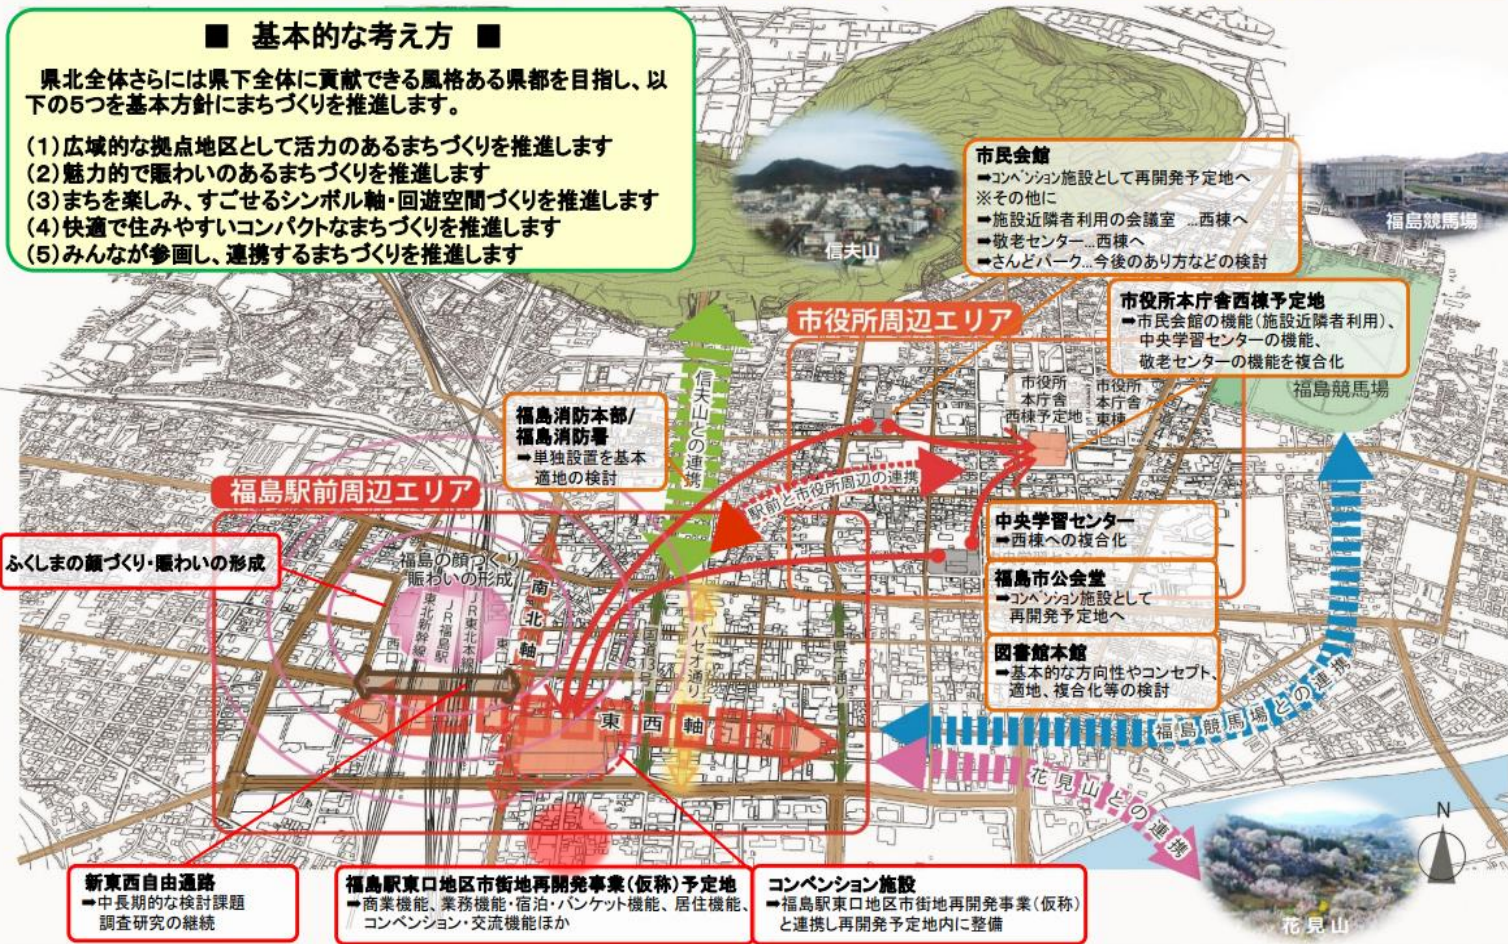 ■ 基本的な考え方 ■
県北全体さらには県下全体に貢献できる風格ある県都を目指し、以
下の5つを基本方針にまちづくりを推進します。
(1)広域的な拠点地区として活力のあるまちづくりを推進します
(2)魅力的で賑わいのあるまちづくりを推進します
(3)まちを楽しみ、すごせるシンボル軸・回遊空間づくりを推進します
(4)快適で住みやすいコンパクトなまちづくりを推進します
(5)みんなが参画し、連携するまちづくりを推進します
信夫山
市民会館
➡コンベンション施設として再開発予定地へ
※その他に
➡施設近隣者利用の会議室 …西棟へ
➡敬老センター…西棟へ
➡さんどパーク…今後のあり方などの検討
福島競馬場
市役所本庁舎西棟予定地
➡市民会館の機能(施設近隣者利用)、
中央学習センターの機能、
敬老センターの機能を複合化
市役所周辺エリア
福島競馬場
市役所
本庁舎
西棟予定地
市役所
本庁舎
東棟
信夫山との連携
福島消防本部/
福島消防署
➡単独設置を基本
適地の検討
駅前と市役所周辺の連携
福島駅前周辺エリア
ふくしまの顔づくり・賑わいの形成
福島の顔づくり
賑わいの形成
西口
東北新幹線
JR福島駅
JR東北本線
東口
南北軸
国道13号
パセオ通り
県庁通り
東西軸
中央学習センター
➡西棟への複合化
福島市公会堂
➡コンベンション施設として
再開発予定地へ
図書館本館
➡基本的な方向性やコンセプト、
適地、複合化等の検討
福島競馬場との連携
花見山との連携
N
花見山
新東西自由通路
➡中長期的な検討課題
調査研究の継続
福島駅東口地区市街地再開発事業(仮称)予定地
➡商業機能、業務機能・宿泊・バンケット機能、居住機能、
コンベンション・交流機能ほか
コンベンション施設
➡福島駅東口地区市街地再開発事業(仮称)
と連携し再開発予定地内に整備